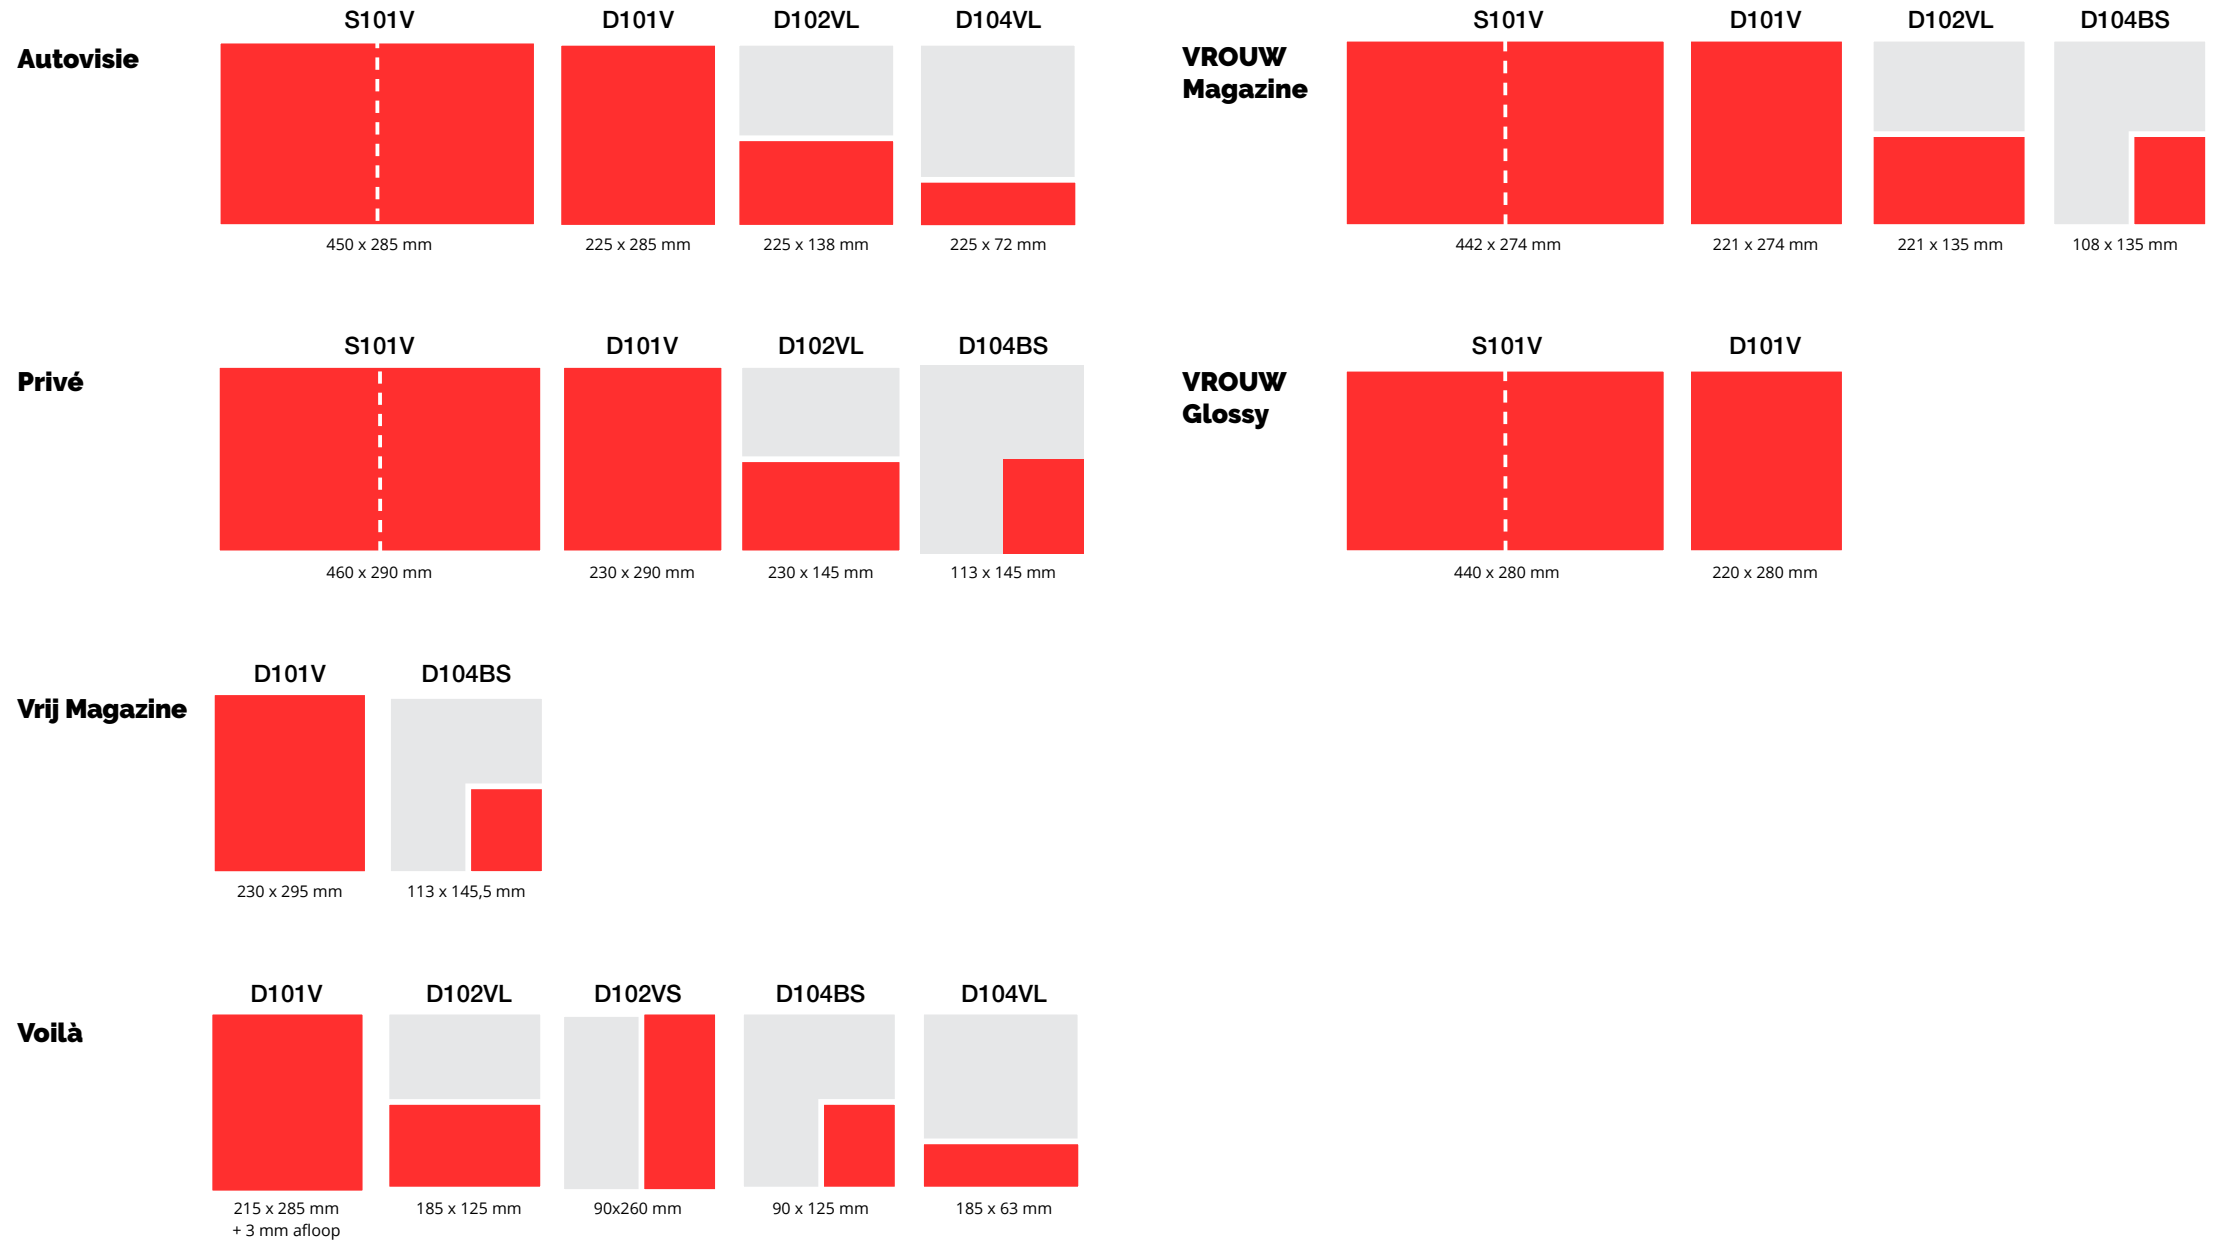 Autovisie
S101V
D101V
D102VL
D104VL
450 x 285 mm
225 x 285 mm
225 x 138 mm
225 x 72 mm
VROUW
Magazine
S101V
D101V
D102VL
D104BS
442 x 274 mm
221 x 274 mm
221 x 135 mm
108 x 135 mm
Privé
S101V
D101V
D102VL
D104BS
460 x 290 mm
230 x 290 mm
230 x 145 mm
113 x 145 mm
VROUW
Glossy
S101V
D101V
440 x 280 mm
220 x 280 mm
Vrij Magazine
D101V
D104BS
230 x 295 mm
113 x 145,5 mm
Voilà
D101V
D102VL
D102VS
D104BS
D104VL
215 x 285 mm
+ 3 mm afloop
185 x 125 mm
90x260 mm
90 x 125 mm
185 x 63 mm